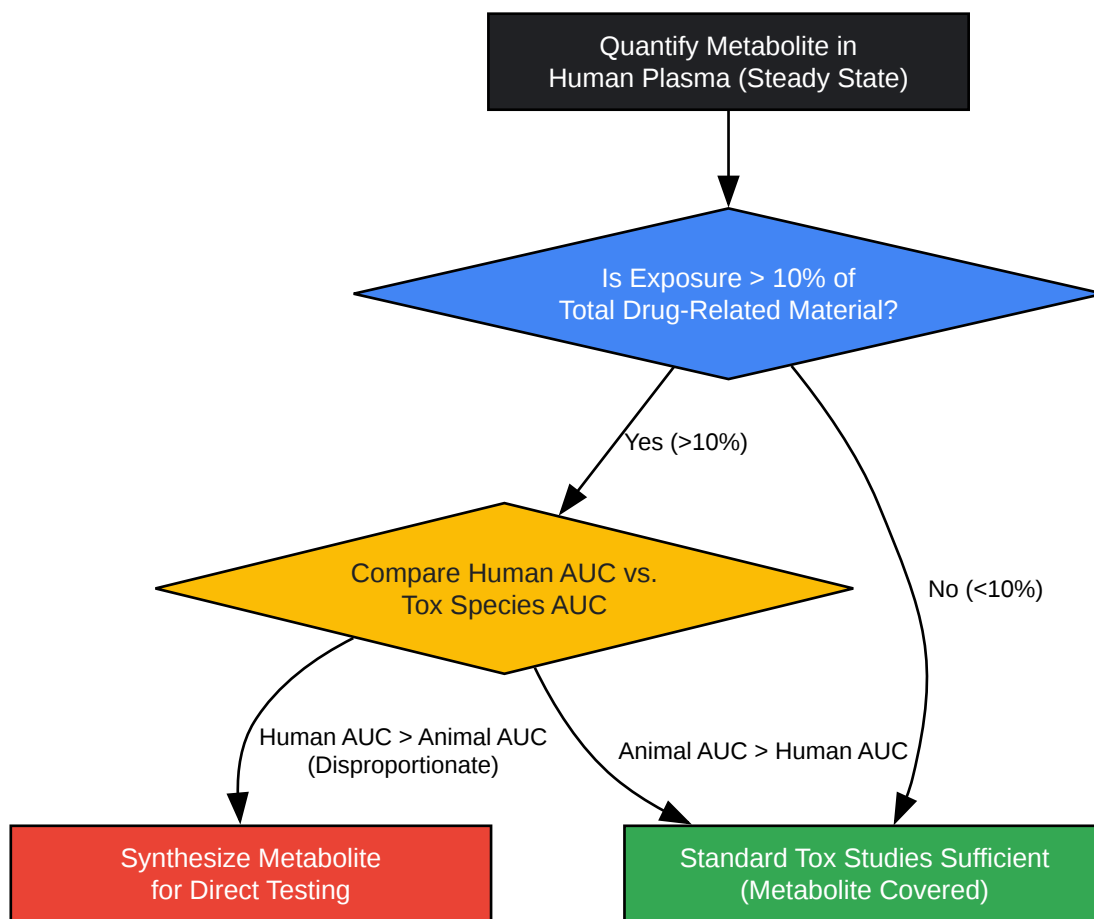 Quantify Metabolite in
Human Plasma (Steady State)
Is Exposure > 10% of
Total Drug-Related Material?
Yes (>10%)
No (<10%)
Compare Human AUC vs.
Tox Species AUC
Human AUC > Animal AUC
(Disproportionate)
Animal AUC > Human AUC
Synthesize Metabolite
for Direct Testing
Standard Tox Studies Sufficient
(Metabolite Covered)